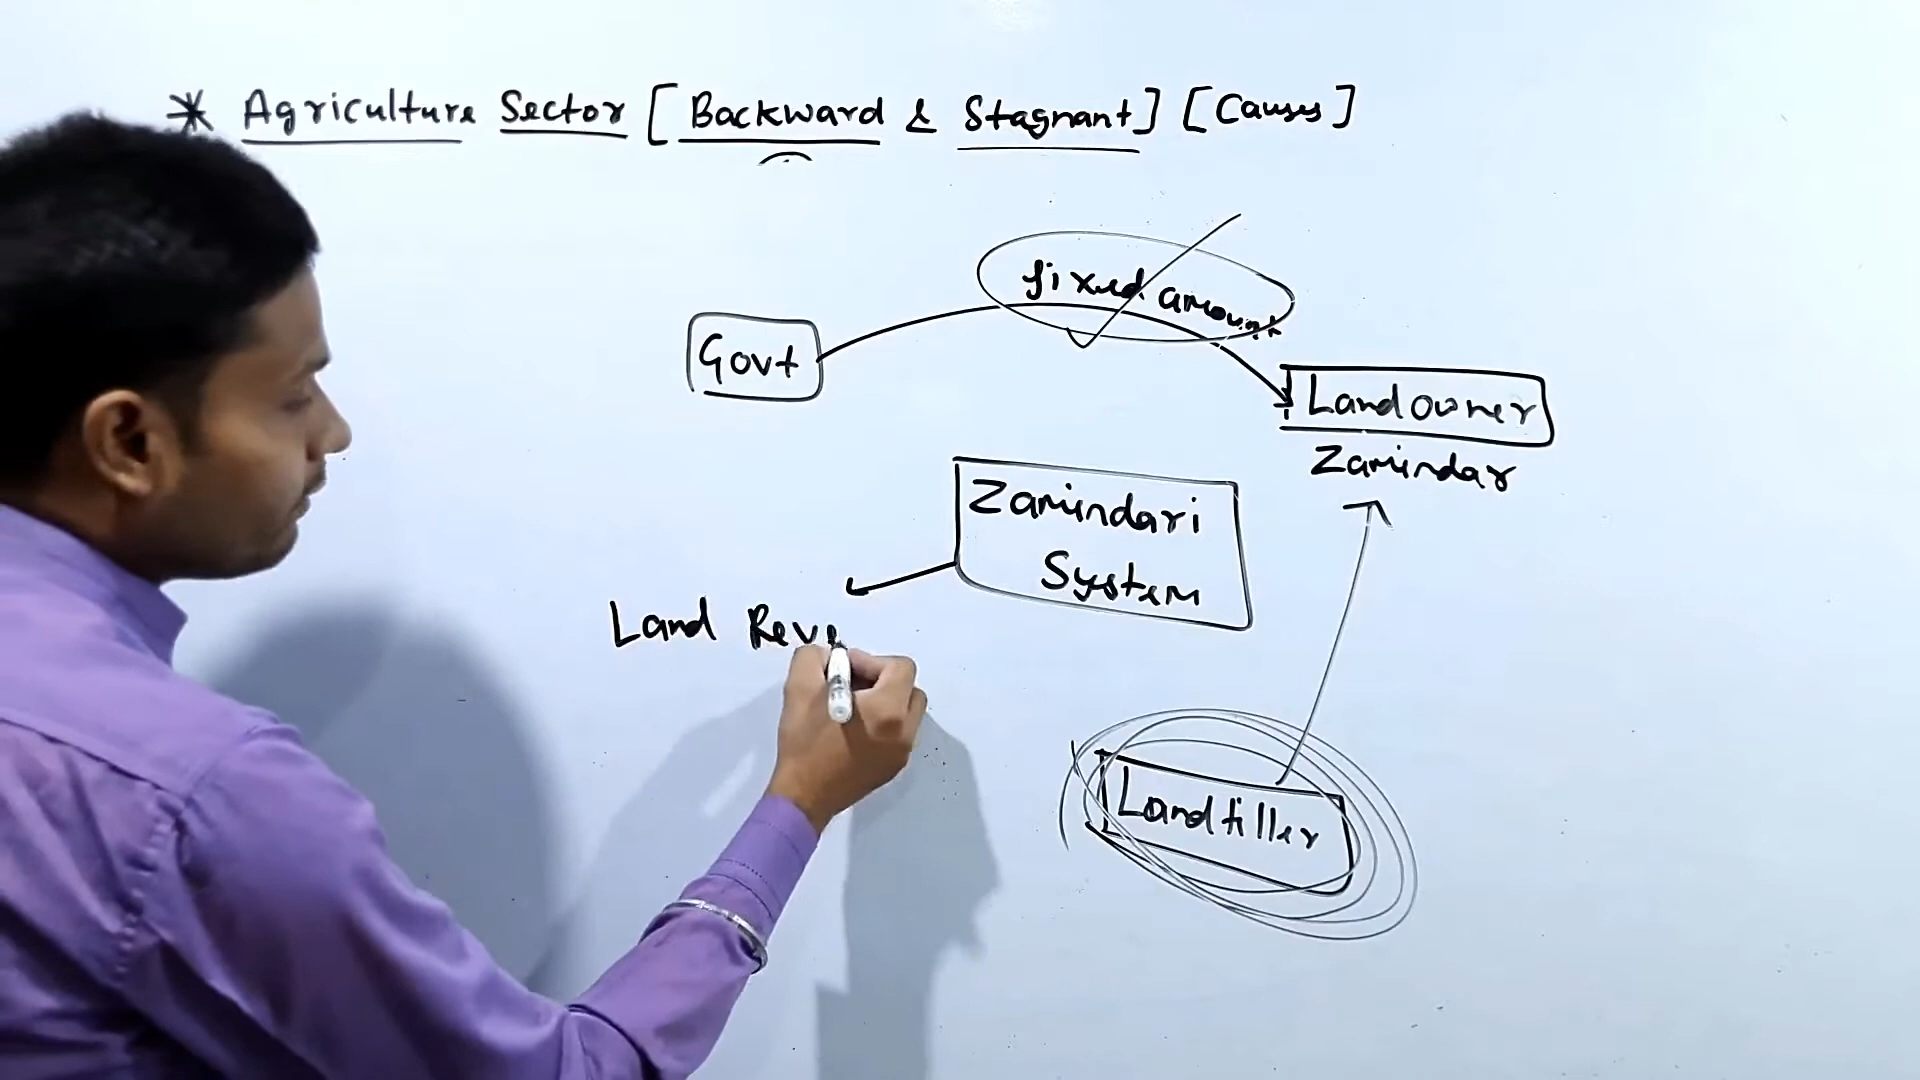 * Agriculture Sector [Backward & Stagnant] [Causes]
fixed amount
Govt
Landowner
Zamindar
Zamindari
System
Land Reve
Landtiller